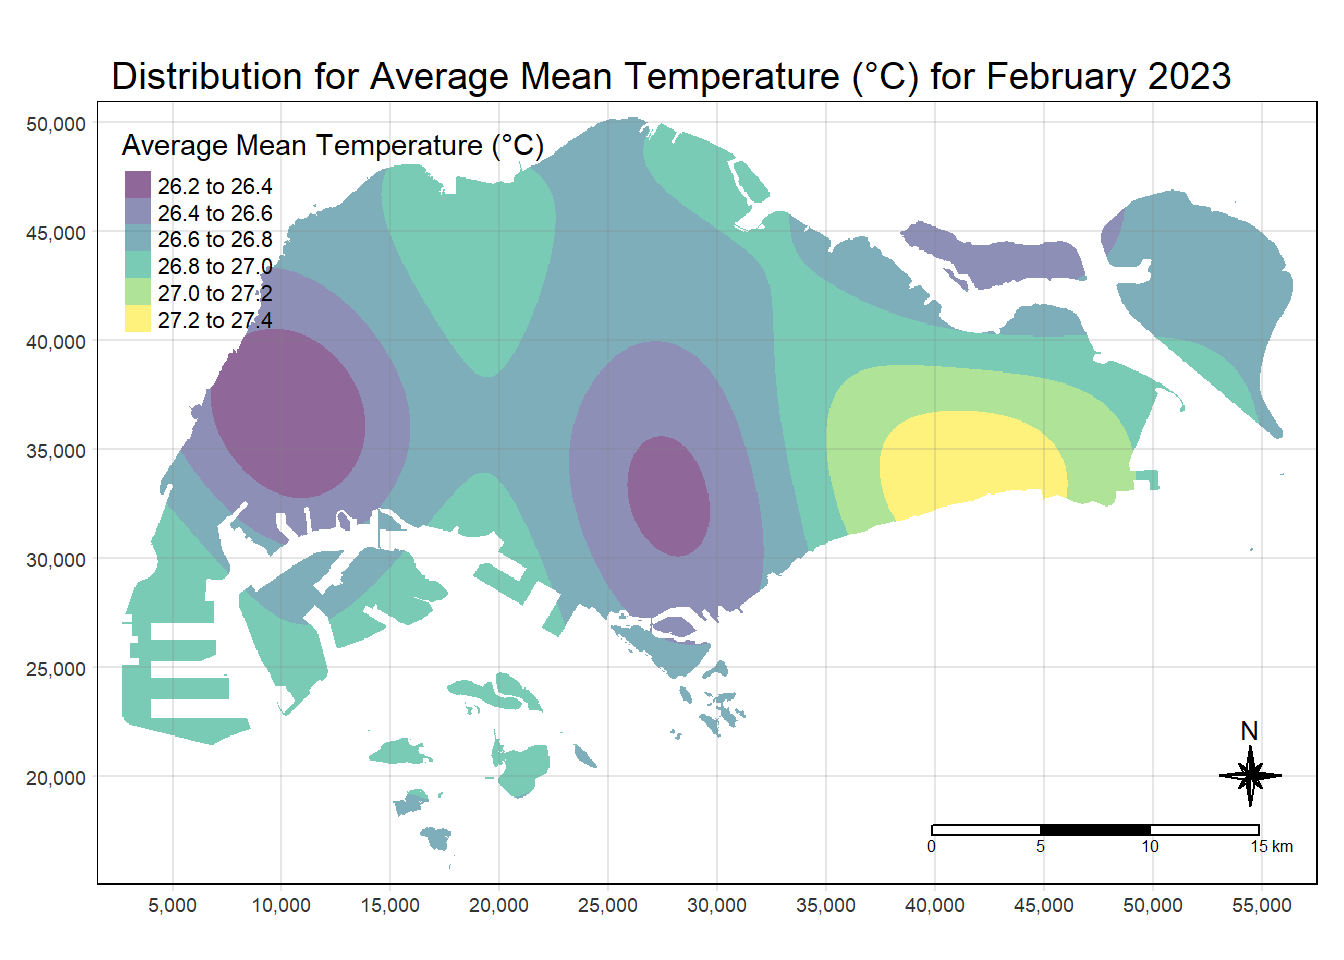 Distribution for Average Mean Temperature (°C) for February 2023
Average Mean Temperature (°C)
26.2 to 26.4
26.4 to 26.6
26.6 to 26.8
26.8 to 27.0
27.0 to 27.2
27.2 to 27.4
50,000
45,000
40,000
35,000
30,000
25,000
20,000
N
0 5 10 15 km
5,000 10,000 15,000 20,000 25,000 30,000 35,000 40,000 45,000 50,000 55,000